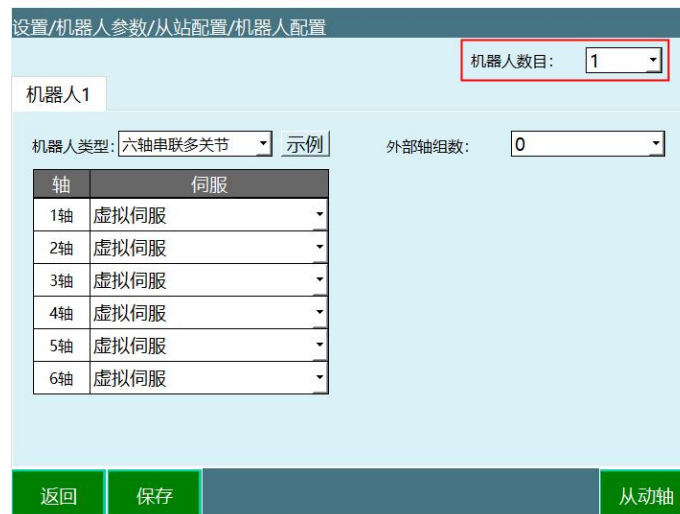 设置/机器人参数/从站配置/机器人配置
机器人数目: 1
机器人1
机器人类型: 六轴串联多关节 示例 外部轴组数: 0
轴 伺服
1轴 虚拟伺服
2轴 虚拟伺服
3轴 虚拟伺服
4轴 虚拟伺服
5轴 虚拟伺服
6轴 虚拟伺服
返回 保存 从动轴